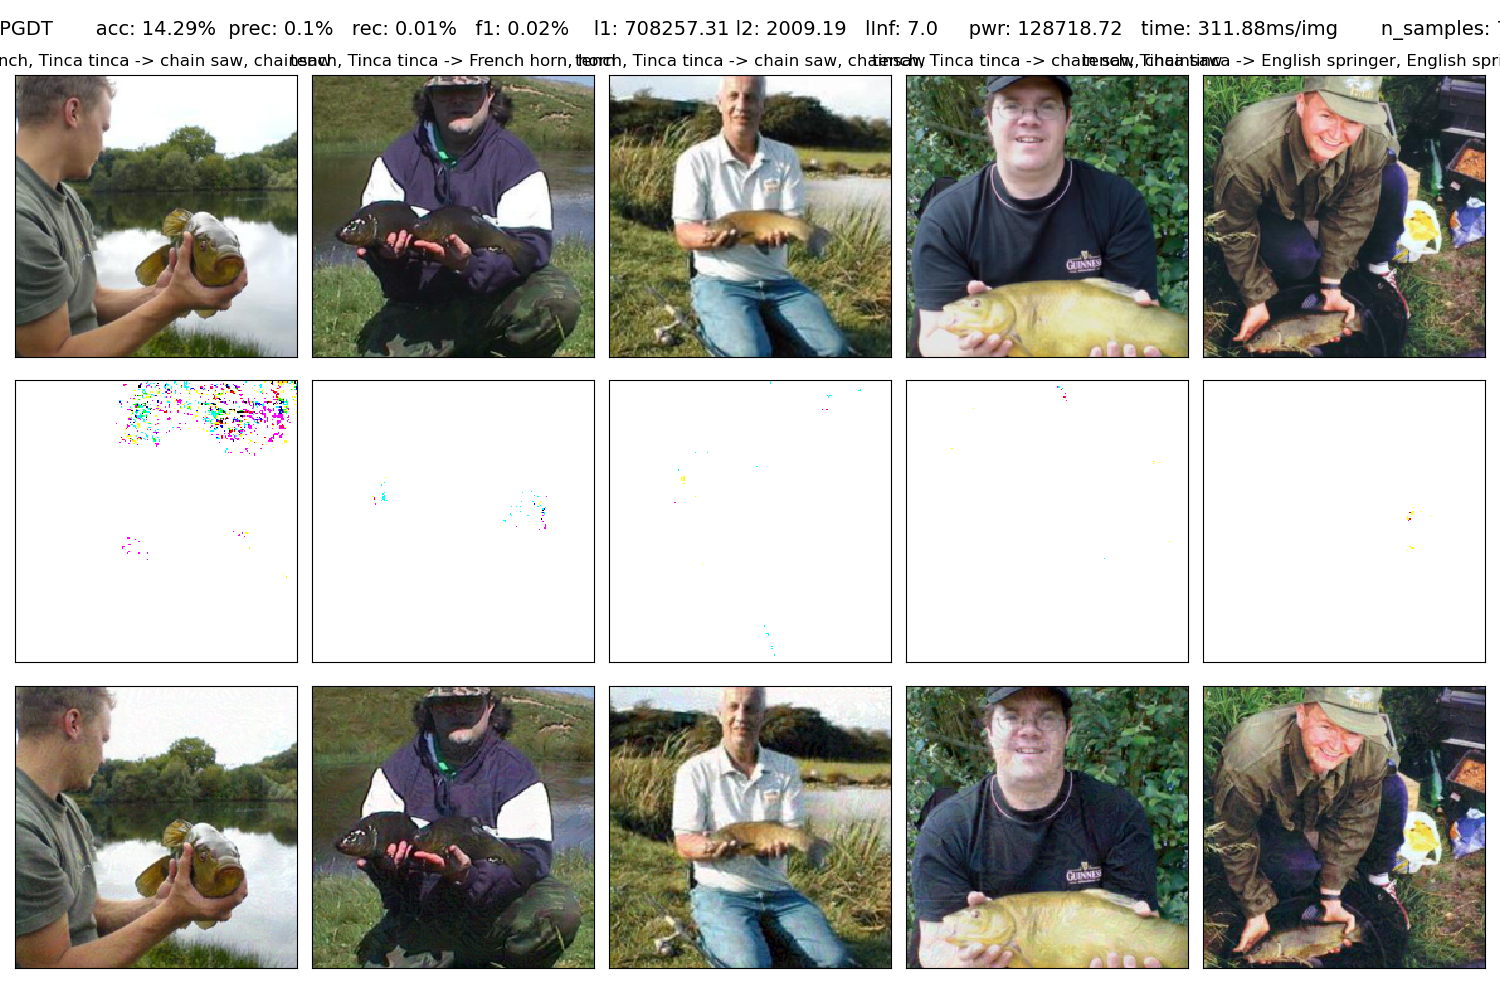 PGDT acc: 14.29% prec: 0.1% rec: 0.01% f1: 0.02% l1: 708257.31 l2: 2009.19 lInf: 7.0 pwr: 128718.72 time: 311.88ms/img n_samples:
nch, Tinca tinca -> chain saw, chainsaw
tench, Tinca tinca -> French horn, horn
tench, Tinca tinca -> chain saw, chainsaw
tench, Tinca tinca -> chain saw, chainsaw
tench, Tinca tinca -> English springer, English spri
GUINNESS
GUINNESS